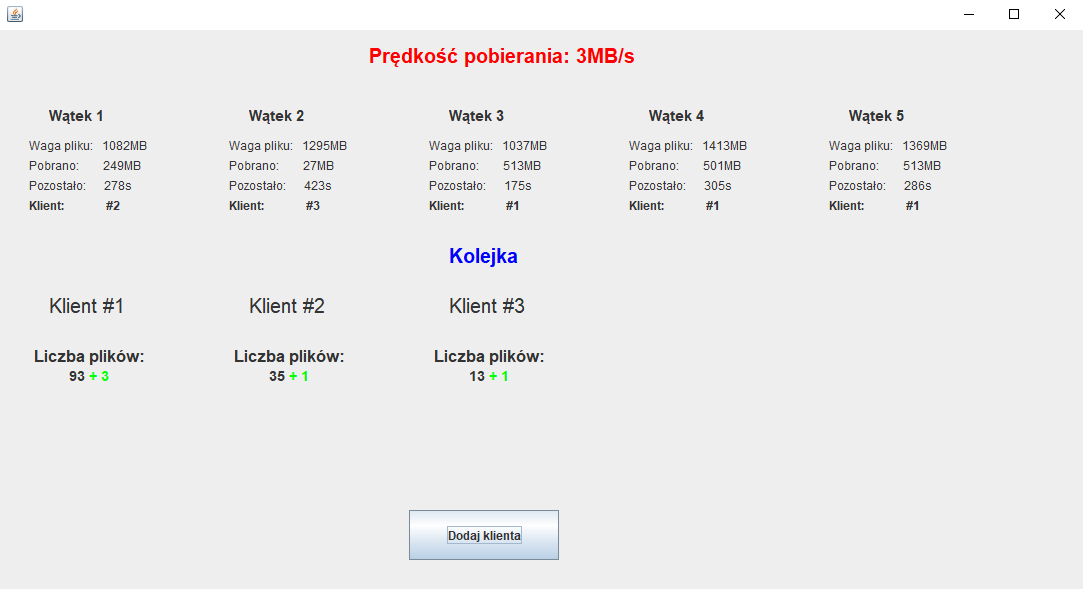 Prędkość pobierania: 3MB/s
Wątek 1 Wątek 2 Wątek 3 Wątek 4 Wątek 5
Waga pliku: 1082MB Waga pliku: 1295MB Waga pliku: 1037MB Waga pliku: 1413MB Waga pliku: 1369MB
Pobrano: 249MB Pobrano: 27MB Pobrano: 513MB Pobrano: 501MB Pobrano: 513MB
Pozostało: 278s Pozostało: 423s Pozostało: 175s Pozostało: 305s Pozostało: 286s
Klient: #2 Klient: #3 Klient: #1 Klient: #1 Klient: #1
Kolejka
Klient #1 Klient #2 Klient #3
Liczba plików: Liczba plików: Liczba plików:
93 + 3 35 + 1 13 + 1
Dodaj klienta